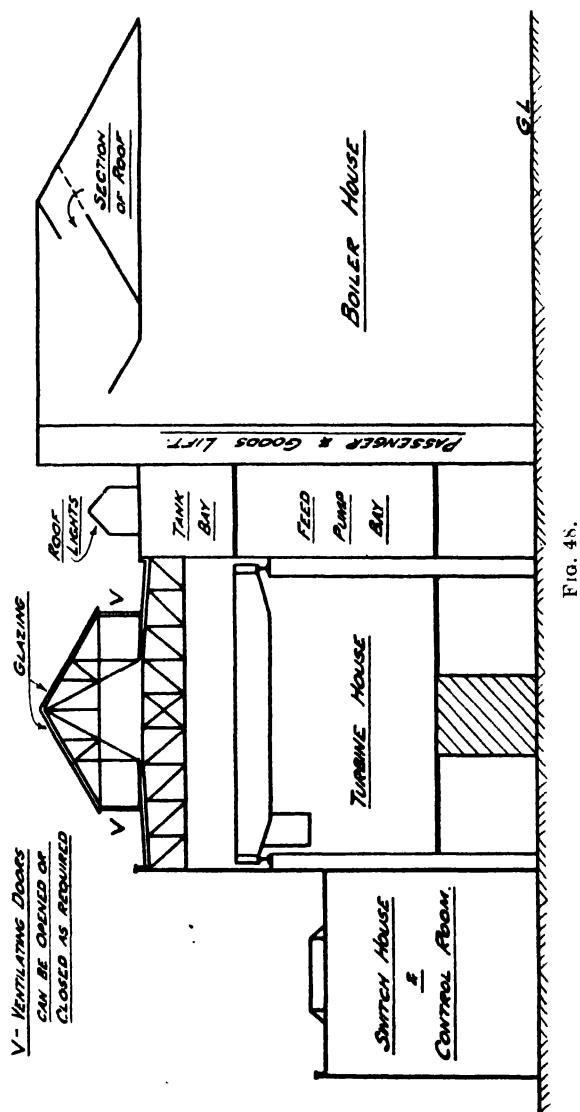 V - VENTILATING DOORS
CAN BE OPENED OR
CLOSED AS REQUIRED
GLAZING
V
V
ROOF
LIGHTS
SECTION
OF ROOF
SWITCH HOUSE
&
CONTROL ROOM.
TURBINE HOUSE
TANK
BAY
FEED
PUMP
BAY
PASSENGER & GOODS LIFT.
BOILER HOUSE
G L
FIG. 48.